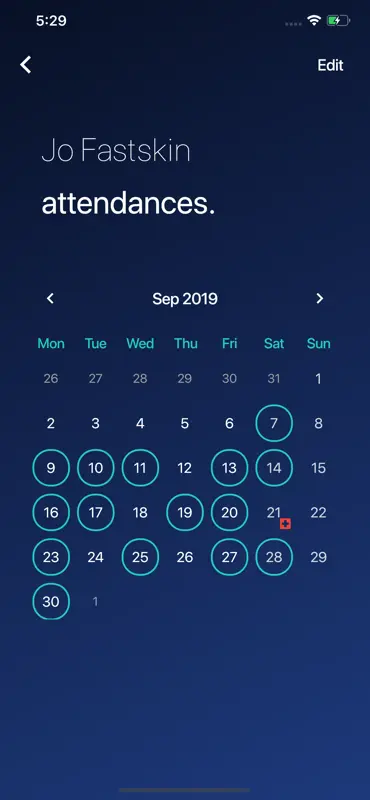 5:29
Edit
Jo Fastskin
attendances.
Sep 2019
Mon Tue Wed Thu Fri Sat Sun
26 27 28 29 30 31 1
2 3 4 5 6 7 8
9 10 11 12 13 14 15
16 17 18 19 20 21 22
23 24 25 26 27 28 29
30 1